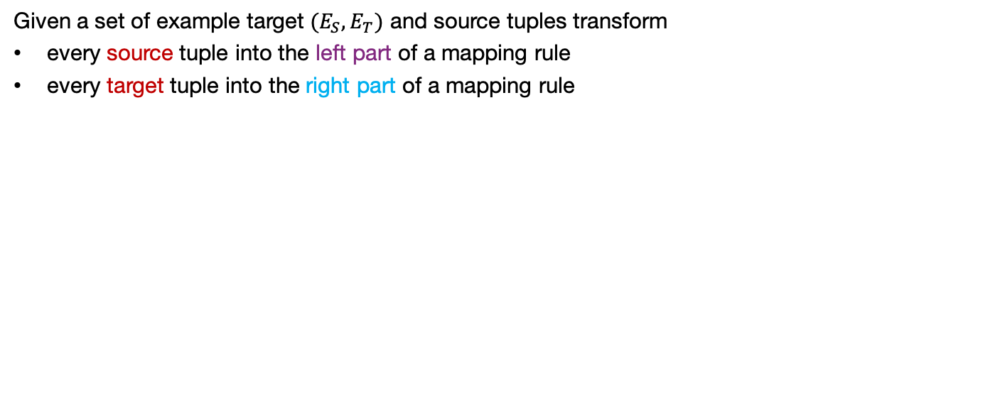 Given a set of example target (E_S, E_T) and source tuples transform
• every source tuple into the left part of a mapping rule
• every target tuple into the right part of a mapping rule